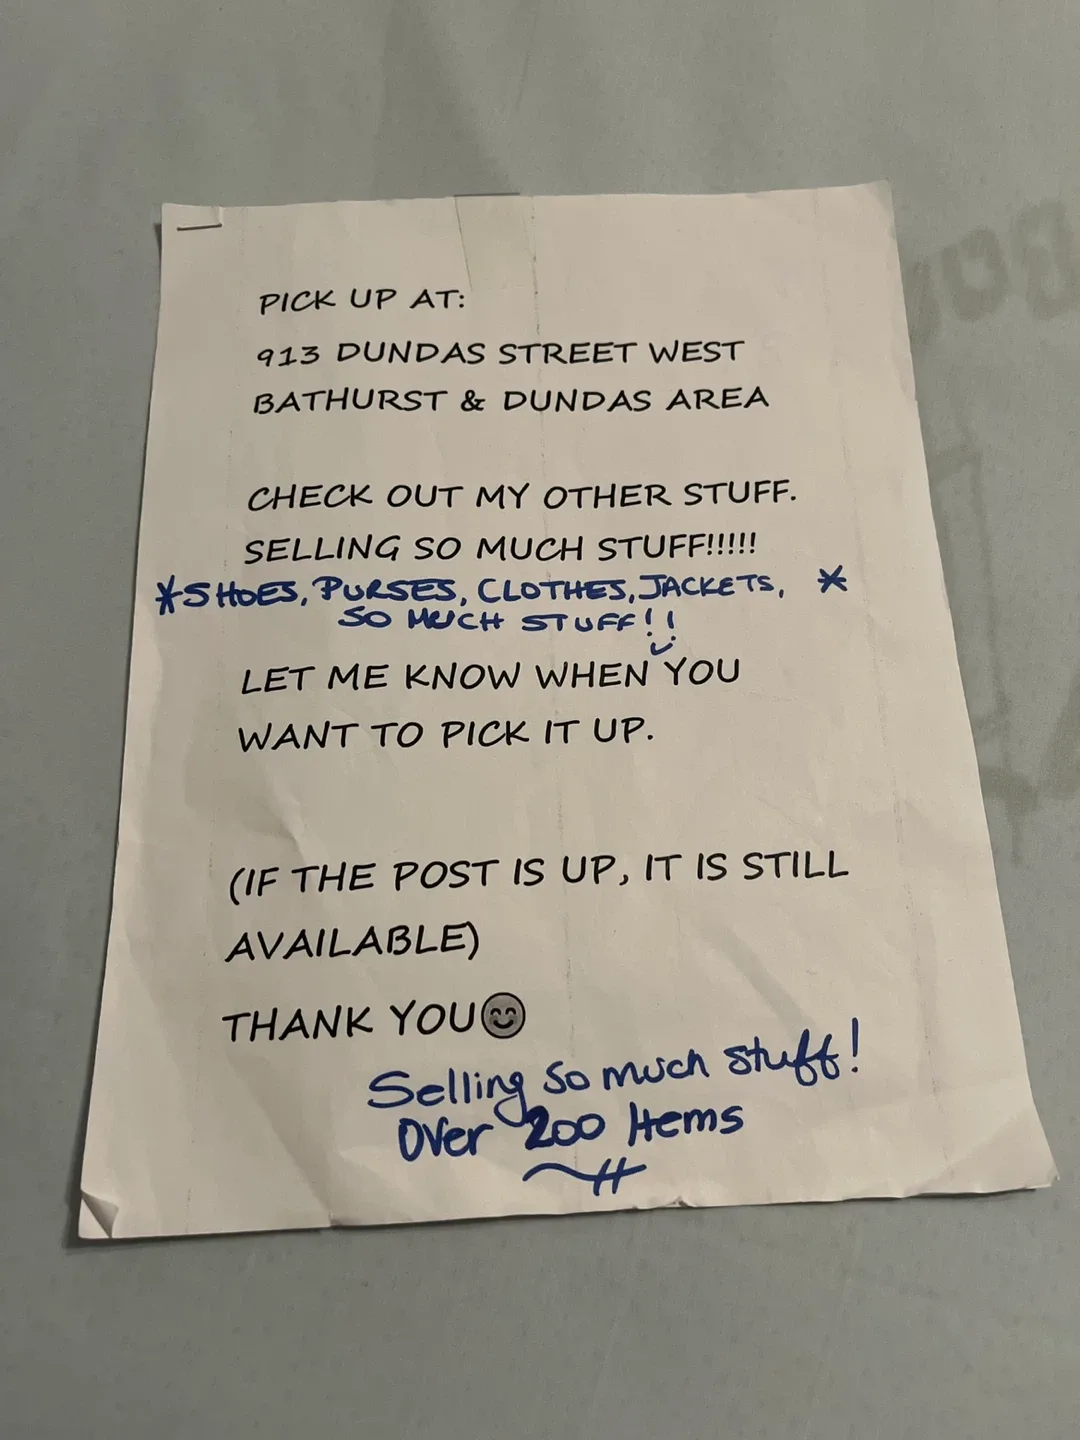 PICK UP AT:
913 DUNDAS STREET WEST
BATHURST & DUNDAS AREA
CHECK OUT MY OTHER STUFF.
SELLING SO MUCH STUFF!!!!!
*SHOES, PURSES, CLOTHES, JACKETS, *
SO MUCH STUFF!!
LET ME KNOW WHEN YOU
WANT TO PICK IT UP.
(IF THE POST IS UP, IT IS STILL
AVAILABLE)
THANK YOU😊
Selling so much stuff!
Over 200 Items